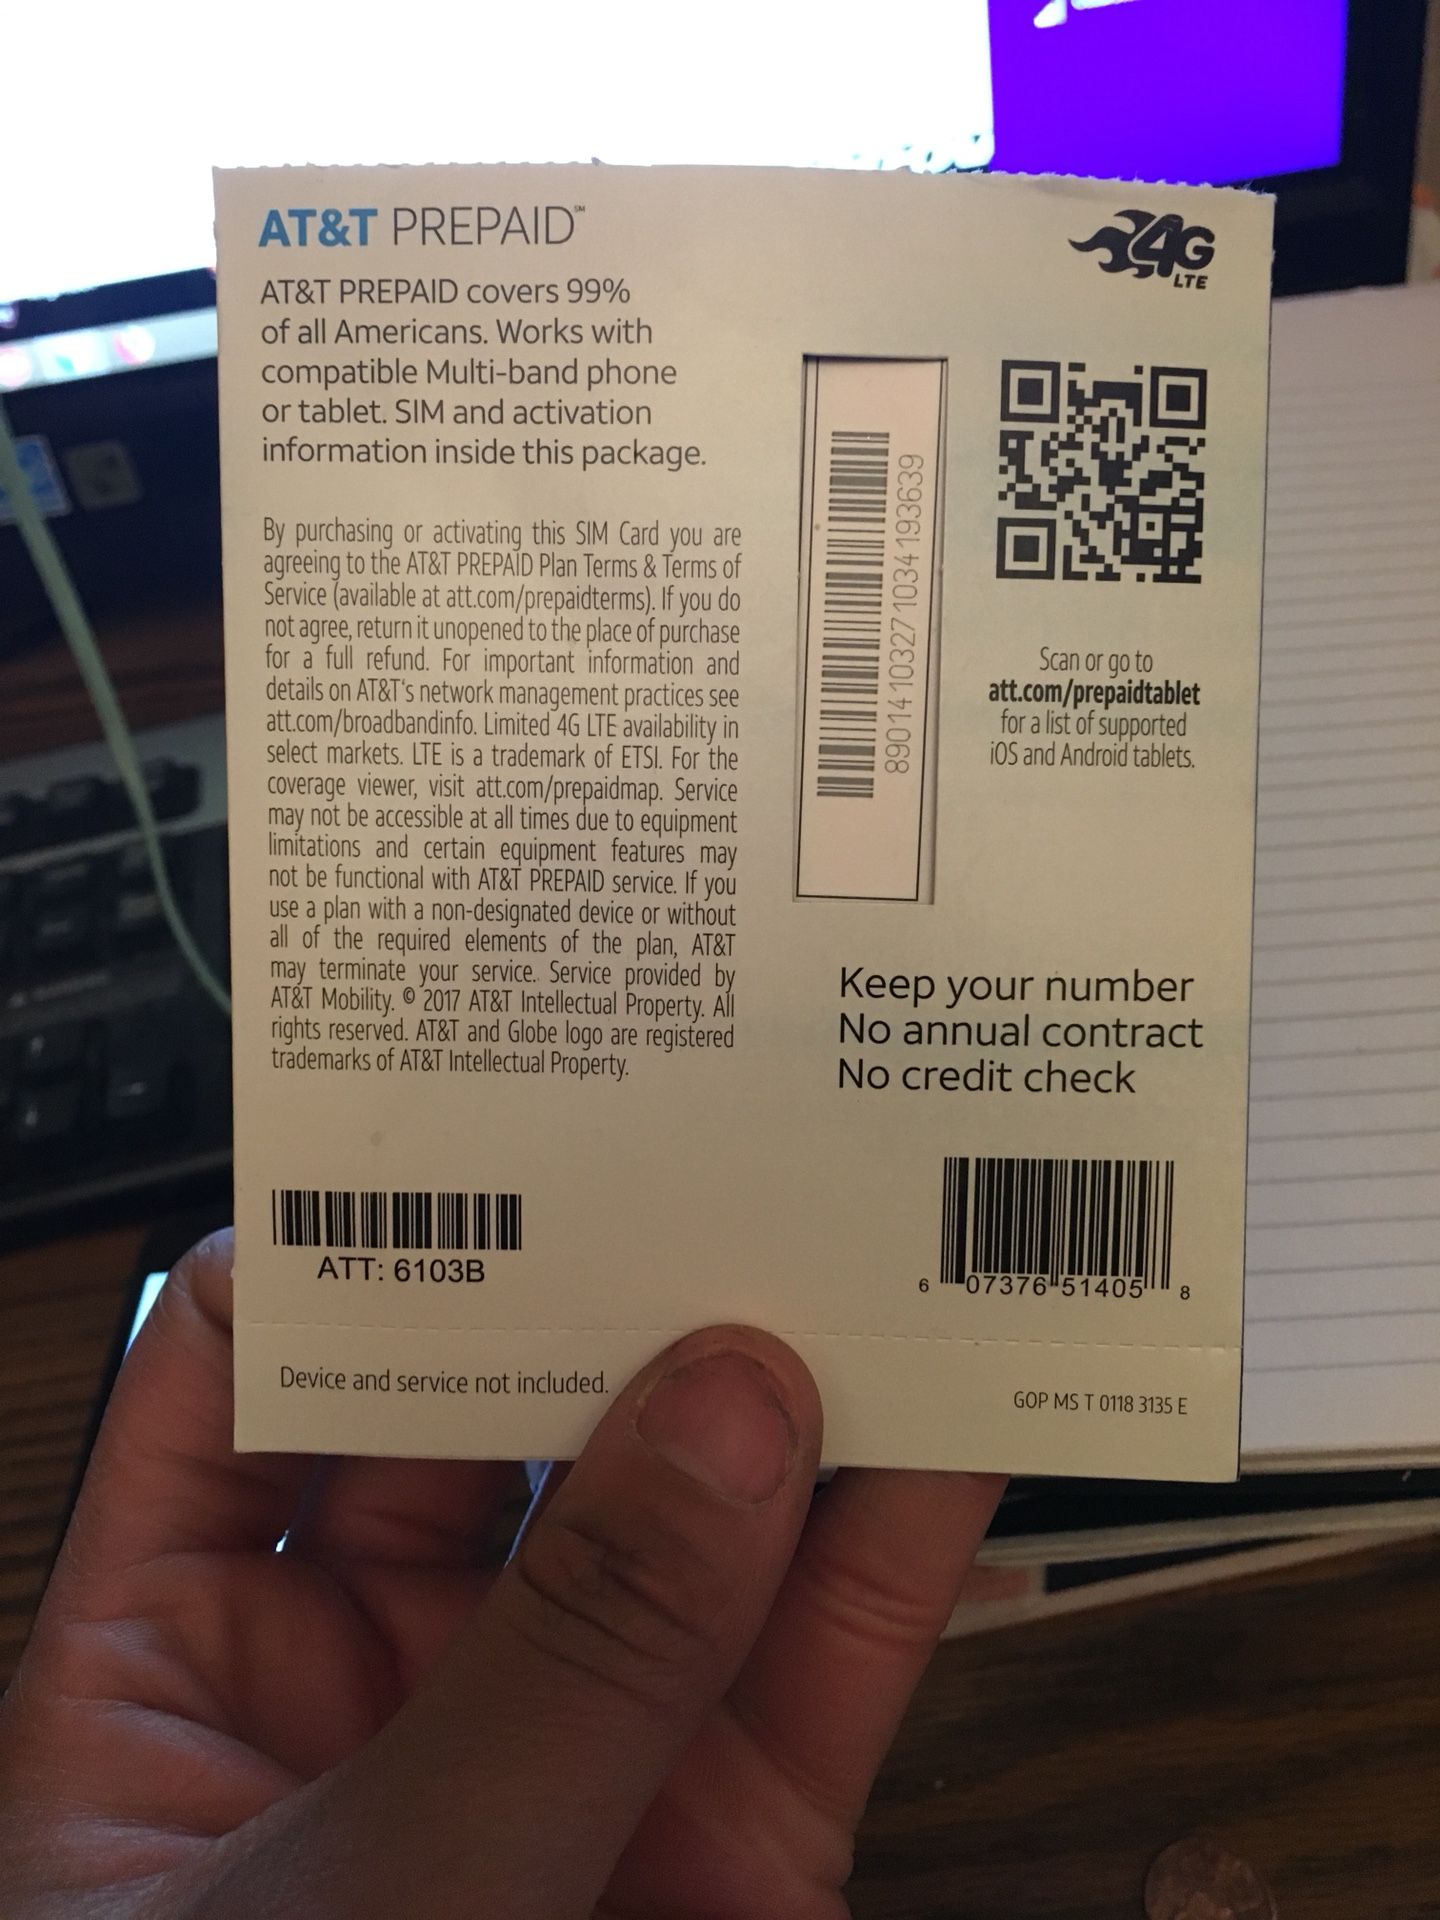 AT&T PREPAID℠
4G
LTE
AT&T PREPAID covers 99%
of all Americans. Works with
compatible Multi-band phone
or tablet. SIM and activation
information inside this package.
By purchasing or activating this SIM Card you are
agreeing to the AT&T PREPAID Plan Terms & Terms of
Service (available at att.com/prepaidterms). If you do
not agree, return it unopened to the place of purchase
for a full refund. For important information and
details on AT&T's network management practices see
att.com/broadbandinfo. Limited 4G LTE availability in
select markets. LTE is a trademark of ETSI. For the
coverage viewer, visit att.com/prepaidmap. Service
may not be accessible at all times due to equipment
limitations and certain equipment features may
not be functional with AT&T PREPAID service. If you
use a plan with a non-designated device or without
all of the required elements of the plan, AT&T
may terminate your service. Service provided by
AT&T Mobility. © 2017 AT&T Intellectual Property. All
rights reserved. AT&T and Globe logo are registered
trademarks of AT&T Intellectual Property.
89014103271034193639
Scan or go to
att.com/prepaidtablet
for a list of supported
iOS and Android tablets.
Keep your number
No annual contract
No credit check
ATT: 6103B
6 07376 51405 8
Device and service not included.
GOP MS T 0118 3135 E